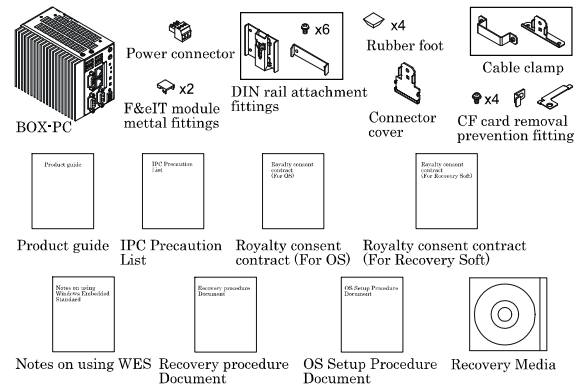 BOX・PC
Power connector
x2
F&eIT module
mettal fittings
x6
DIN rail attachment
fittings
x4
Rubber foot
Connector
cover
Cable clamp
x4
CF card removal
prevention fitting
Product guide
Product guide
IPC Precaution
List
IPC Precaution
List
Rayalty consent
contract
(For OS)
Royalty consent
contract (For OS)
Rayalty consent
contract
(For Recovery Soft)
Royalty consent contract
(For Recovery Soft)
Notes on using
Windows Embedded
Standard
Notes on using WES
Recovery procedure
Document
Recovery procedure
Document
OS Setup Procedure
Document
OS Setup Procedure
Document
Recovery Media